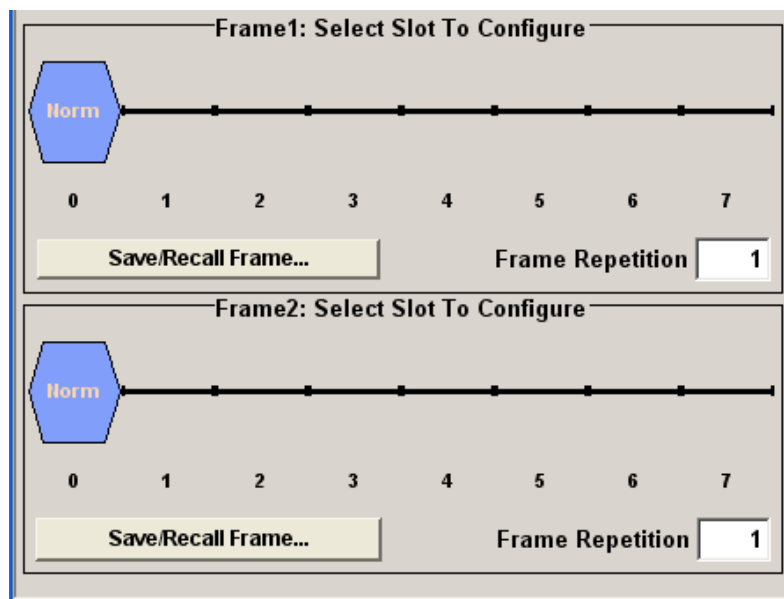 Frame1: Select Slot To Configure
Norm
0 1 2 3 4 5 6 7
Save/Recall Frame... Frame Repetition 1
Frame2: Select Slot To Configure
Norm
0 1 2 3 4 5 6 7
Save/Recall Frame... Frame Repetition 1